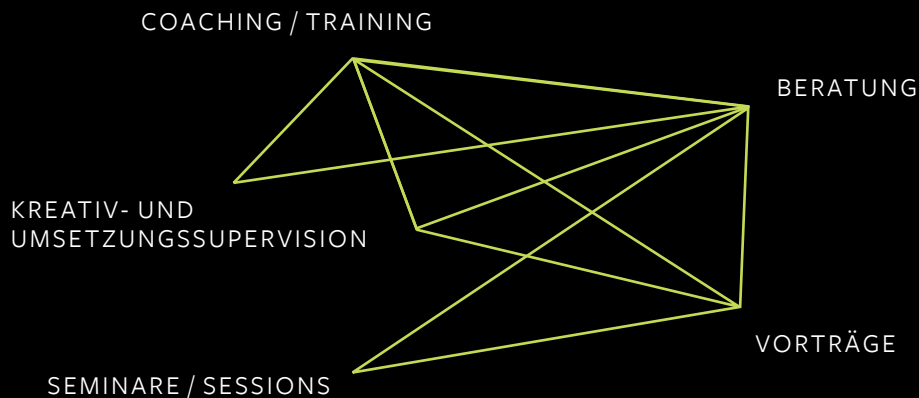 COACHING / TRAINING
BERATUNG
KREATIV- UND
UMSETZUNGSSUPERVISION
VORTRÄGE
SEMINARE / SESSIONS